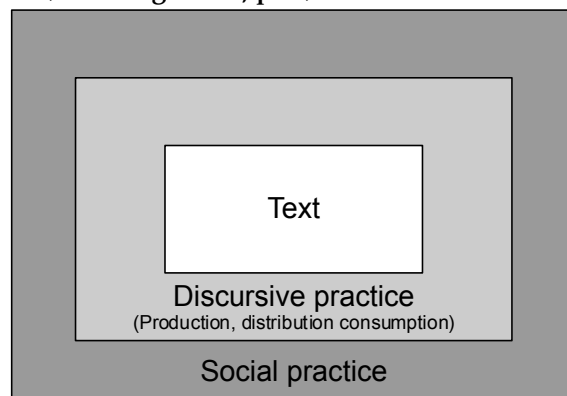 Text
Discursive practice
(Production, distribution consumption)
Social practice